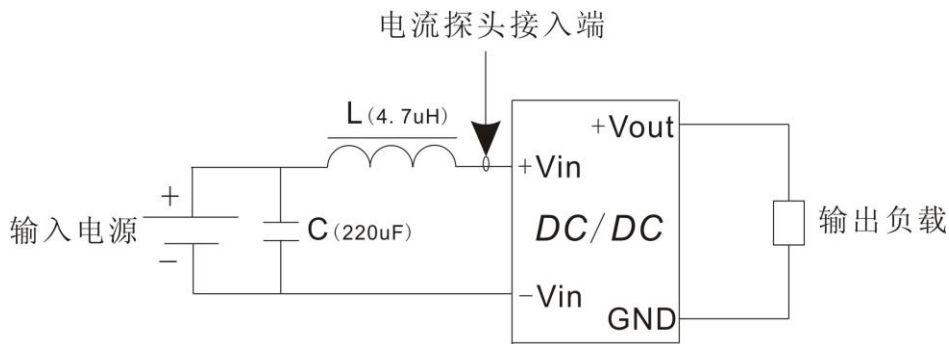 电流探头接入端
L(4.7uH)
+Vout
+Vin
+
输入电源
C(220uF)
DC/DC
输出负载
−
−Vin
GND